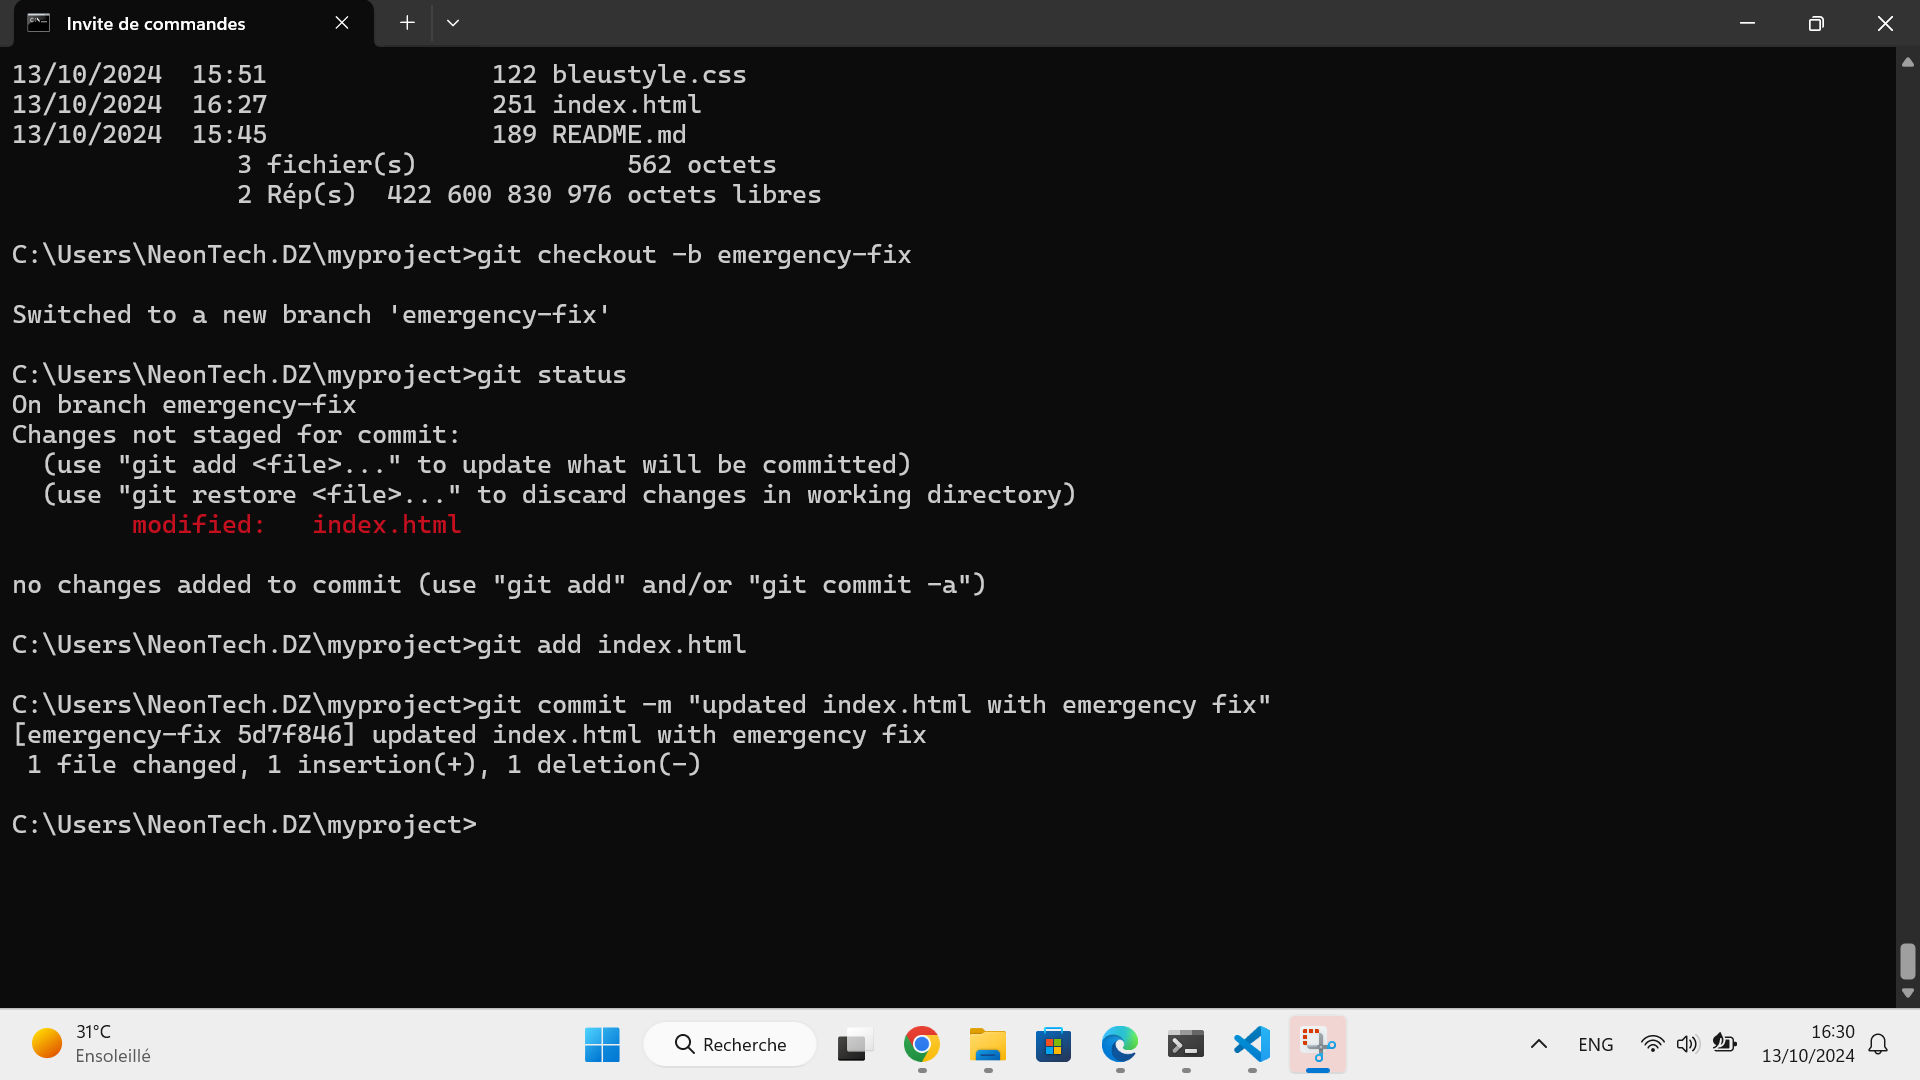 Invite de commandes
13/10/2024  15:51               122 bleustyle.css
13/10/2024  16:27               251 index.html
13/10/2024  15:45               189 README.md
               3 fichier(s)              562 octets
               2 Rép(s)  422 600 830 976 octets libres
C:\Users\NeonTech.DZ\myproject>git checkout -b emergency-fix
Switched to a new branch 'emergency-fix'
C:\Users\NeonTech.DZ\myproject>git status
On branch emergency-fix
Changes not staged for commit:
  (use "git add <file>..." to update what will be committed)
  (use "git restore <file>..." to discard changes in working directory)
        modified:   index.html
no changes added to commit (use "git add" and/or "git commit -a")
C:\Users\NeonTech.DZ\myproject>git add index.html
C:\Users\NeonTech.DZ\myproject>git commit -m "updated index.html with emergency fix"
[emergency-fix 5d7f846] updated index.html with emergency fix
 1 file changed, 1 insertion(+), 1 deletion(-)
C:\Users\NeonTech.DZ\myproject>
31°C
Ensoleillé
Recherche
ENG
16:30
13/10/2024